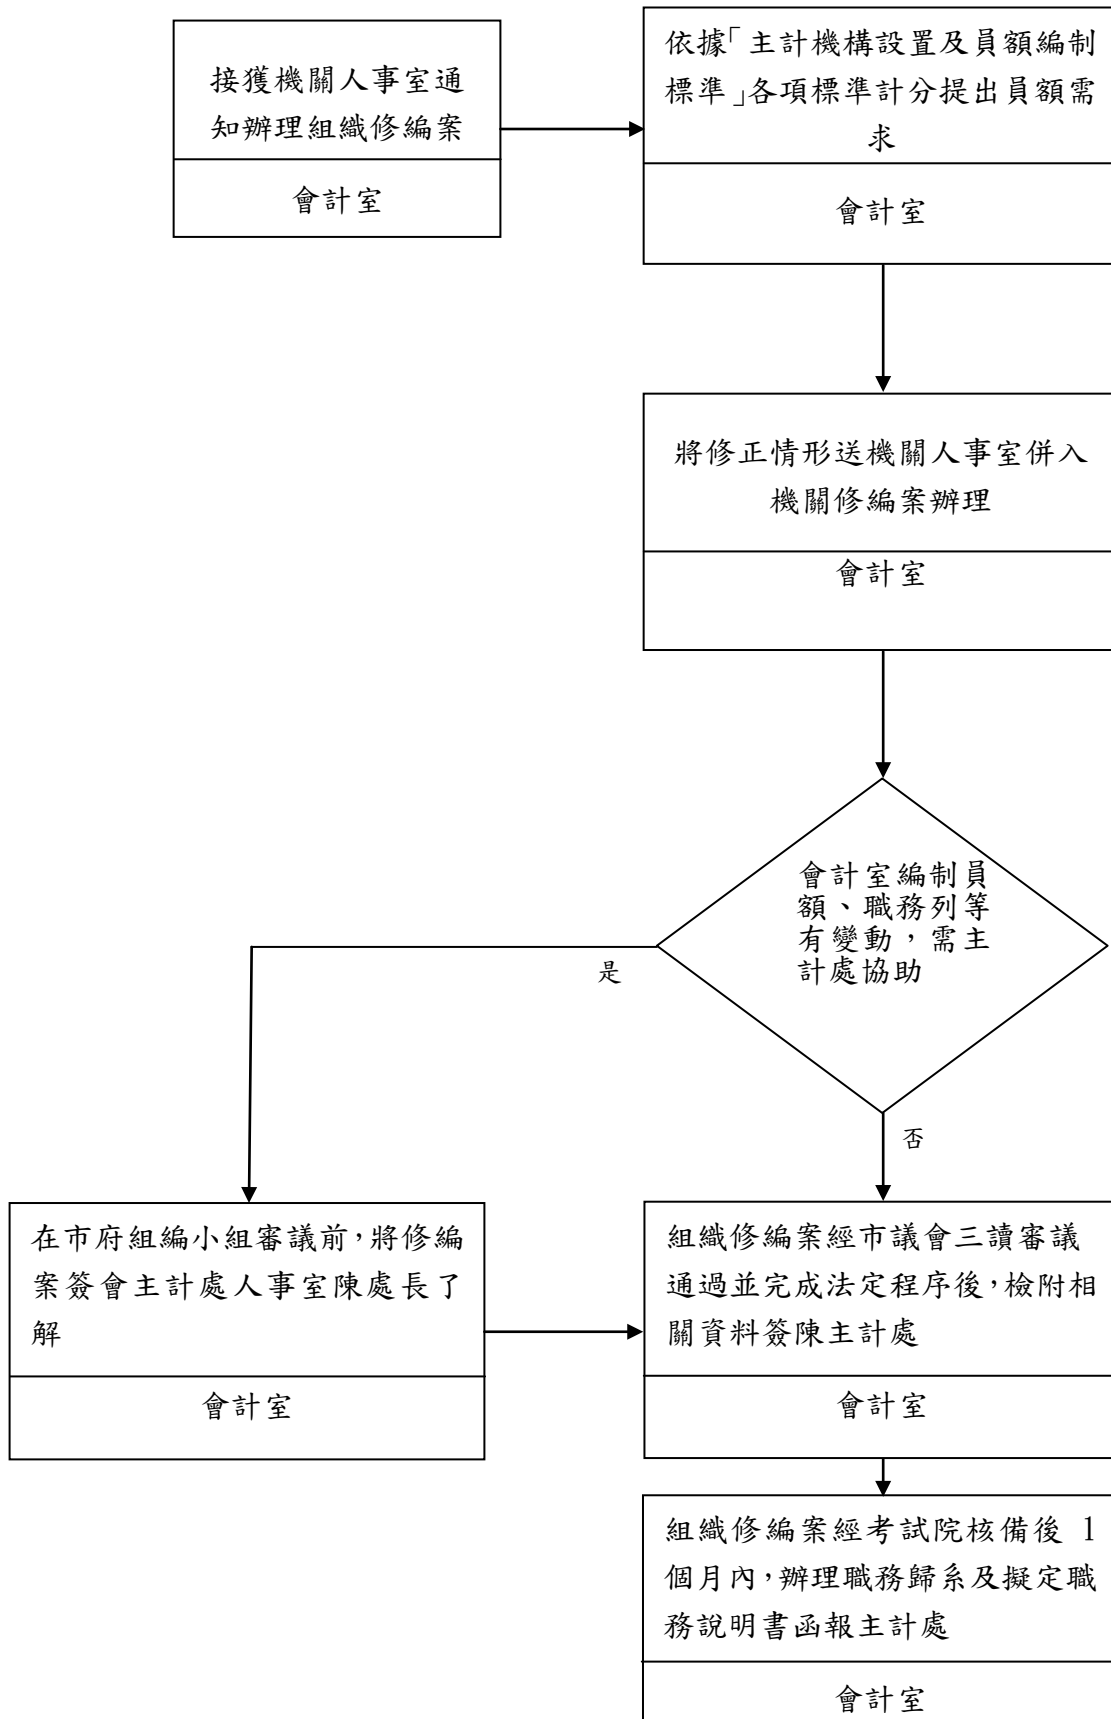 接獲機關人事室通
知辦理組織修編案
會計室
依據「主計機構設置及員額編制
標準」各項標準計分提出員額需
求
會計室
將修正情形送機關人事室併入
機關修編案辦理
會計室
會計室編制員
額、職務列等
有變動，需主
計處協助
是
否
在市府組編小組審議前，將修編
案簽會主計處人事室陳處長了
解
會計室
組織修編案經市議會三讀審議
通過並完成法定程序後，檢附相
關資料簽陳主計處
會計室
組織修編案經考試院核備後 1
個月內，辦理職務歸系及擬定職
務說明書函報主計處
會計室